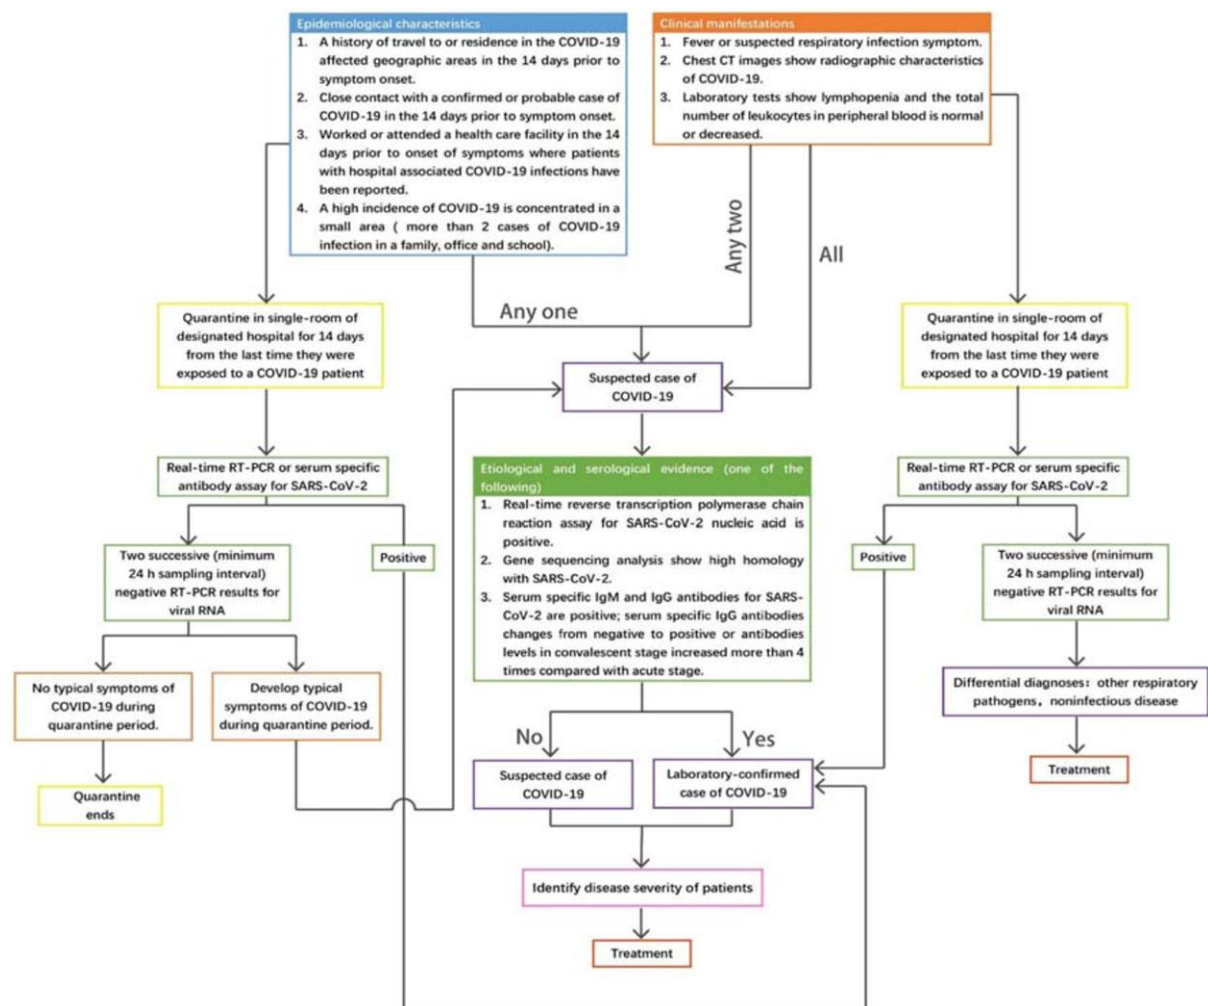 Epidemiological characteristics
1. A history of travel to or residence in the COVID-19
affected geographic areas in the 14 days prior to
symptom onset.
2. Close contact with a confirmed or probable case of
COVID-19 in the 14 days prior to symptom onset.
3. Worked or attended a health care facility in the 14
days prior to onset of symptoms where patients
with hospital associated COVID-19 infections have
been reported.
4. A high incidence of COVID-19 is concentrated in a
small area ( more than 2 cases of COVID-19
infection in a family, office and school).
Clinical manifestations
1. Fever or suspected respiratory infection symptom.
2. Chest CT images show radiographic characteristics
of COVID-19.
3. Laboratory tests show lymphopenia and the total
number of leukocytes in peripheral blood is normal
or decreased.
Any one
Any two
All
Quarantine in single-room of
designated hospital for 14 days
from the last time they were
exposed to a COVID-19 patient
Suspected case of
COVID-19
Quarantine in single-room of
designated hospital for 14 days
from the last time they were
exposed to a COVID-19 patient
Real-time RT-PCR or serum specific
antibody assay for SARS-CoV-2
Etiological and serological evidence (one of the
following)
1. Real-time reverse transcription polymerase chain
reaction assay for SARS-CoV-2 nucleic acid is
positive.
2. Gene sequencing analysis show high homology
with SARS-CoV-2.
3. Serum specific IgM and IgG antibodies for SARS-
CoV-2 are positive; serum specific IgG antibodies
changes from negative to positive or antibodies
levels in convalescent stage increased more than 4
times compared with acute stage.
Real-time RT-PCR or serum specific
antibody assay for SARS-CoV-2
Two successive (minimum
24 h sampling interval)
negative RT-PCR results for
viral RNA
Positive
Positive
Two successive (minimum
24 h sampling interval)
negative RT-PCR results for
viral RNA
No typical symptoms of
COVID-19 during
quarantine period.
Develop typical
symptoms of COVID-19
during quarantine period.
Differential diagnoses: other respiratory
pathogens, noninfectious disease
No
Yes
Quarantine
ends
Suspected case of
COVID-19
Laboratory-confirmed
case of COVID-19
Treatment
Identify disease severity of patients
Treatment